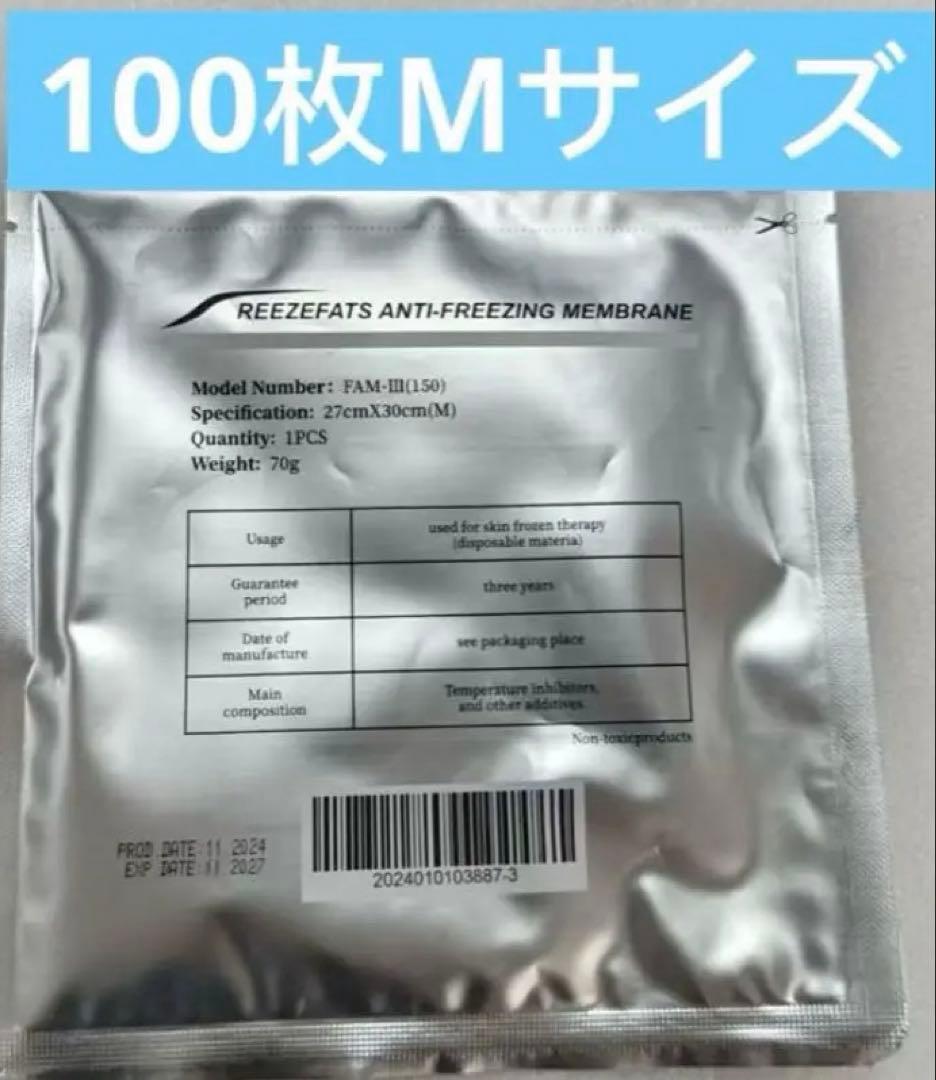 100枚Mサイズ
REEZEFATS ANTI-FREEZING MEMBRANE
Model Number: FAM-III(150)
Specification: 27cmX30cm(M)
Quantity: 1PCS
Weight: 70g
Usage
used for skin frozen therapy
(disposable materia)
Guarantee
period
three years
Date of
manufacture
see packaging place
Main
composition
Temperature inhibitors,
and other additives
Non-toxicproducts
PROD DATE:11 2024
EXP DATE:11 2027
2024010103887-3